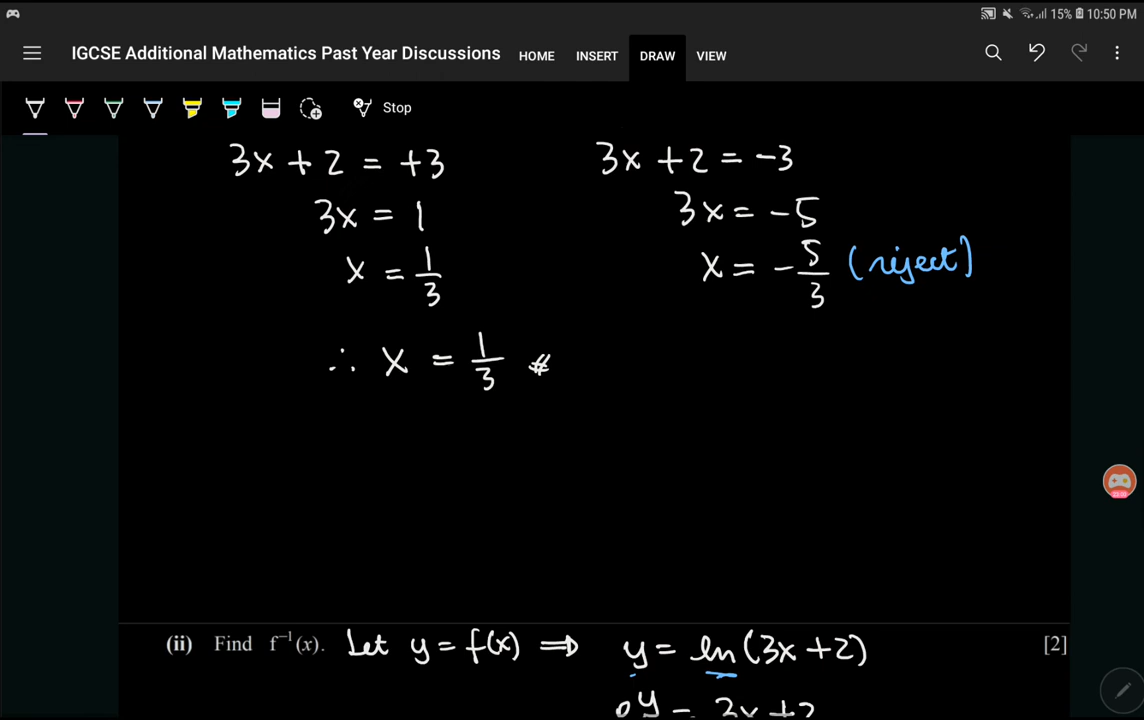 15% 10:50 PM
IGCSE Additional Mathematics Past Year Discussions HOME INSERT DRAW VIEW
Stop
3x + 2 = +3
3x = 1
x = 1/3
∴ x = 1/3 #
3x + 2 = -3
3x = -5
x = -5/3 (reject)
(ii) Find f⁻¹(x). Let y = f(x) ⟹ y = ln(3x + 2) [2]
e^y = 3x + 2